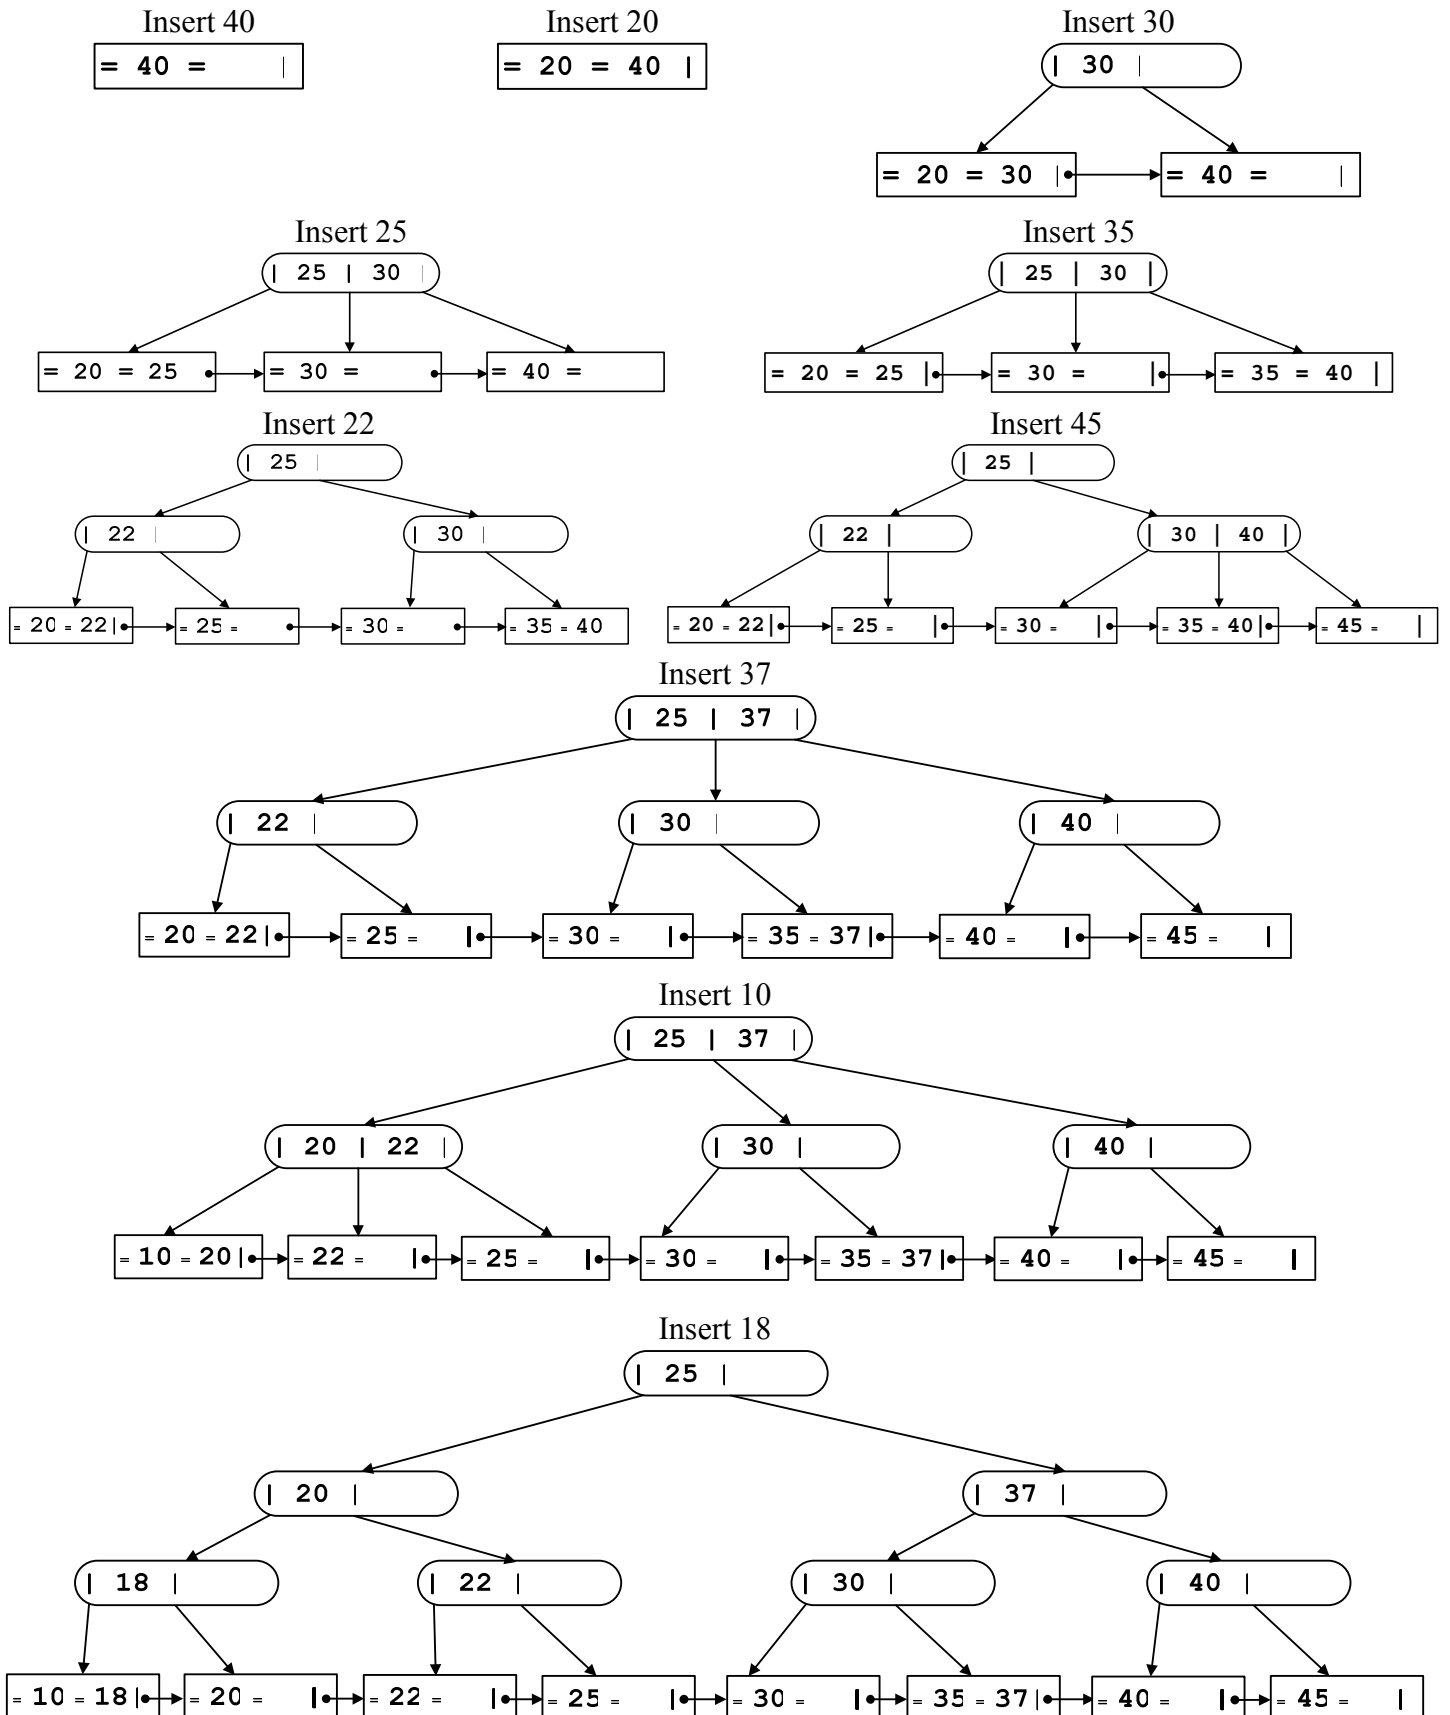 Insert 40
= 40 = |
Insert 20
= 20 = 40 |
Insert 30
| 30 |
= 20 = 30 |
= 40 = |
Insert 25
| 25 | 30 |
= 20 = 25
= 30 =
= 40 =
Insert 35
| 25 | 30 |
= 20 = 25 |
= 30 = |
= 35 = 40 |
Insert 22
| 25 |
| 22 |
| 30 |
= 20 = 22 |
= 25 =
= 30 =
= 35 = 40
Insert 45
| 25 |
| 22 |
| 30 | 40 |
= 20 = 22 |
= 25 = |
= 30 = |
= 35 = 40 |
= 45 = |
Insert 37
| 25 | 37 |
| 22 |
| 30 |
| 40 |
= 20 = 22 |
= 25 = |
= 30 = |
= 35 = 37 |
= 40 = |
= 45 = |
Insert 10
| 25 | 37 |
| 20 | 22 |
| 30 |
| 40 |
= 10 = 20 |
= 22 = |
= 25 = |
= 30 = |
= 35 = 37 |
= 40 = |
= 45 = |
Insert 18
| 25 |
| 20 |
| 37 |
| 18 |
| 22 |
| 30 |
| 40 |
= 10 = 18 |
= 20 = |
= 22 = |
= 25 = |
= 30 = |
= 35 = 37 |
= 40 = |
= 45 = |